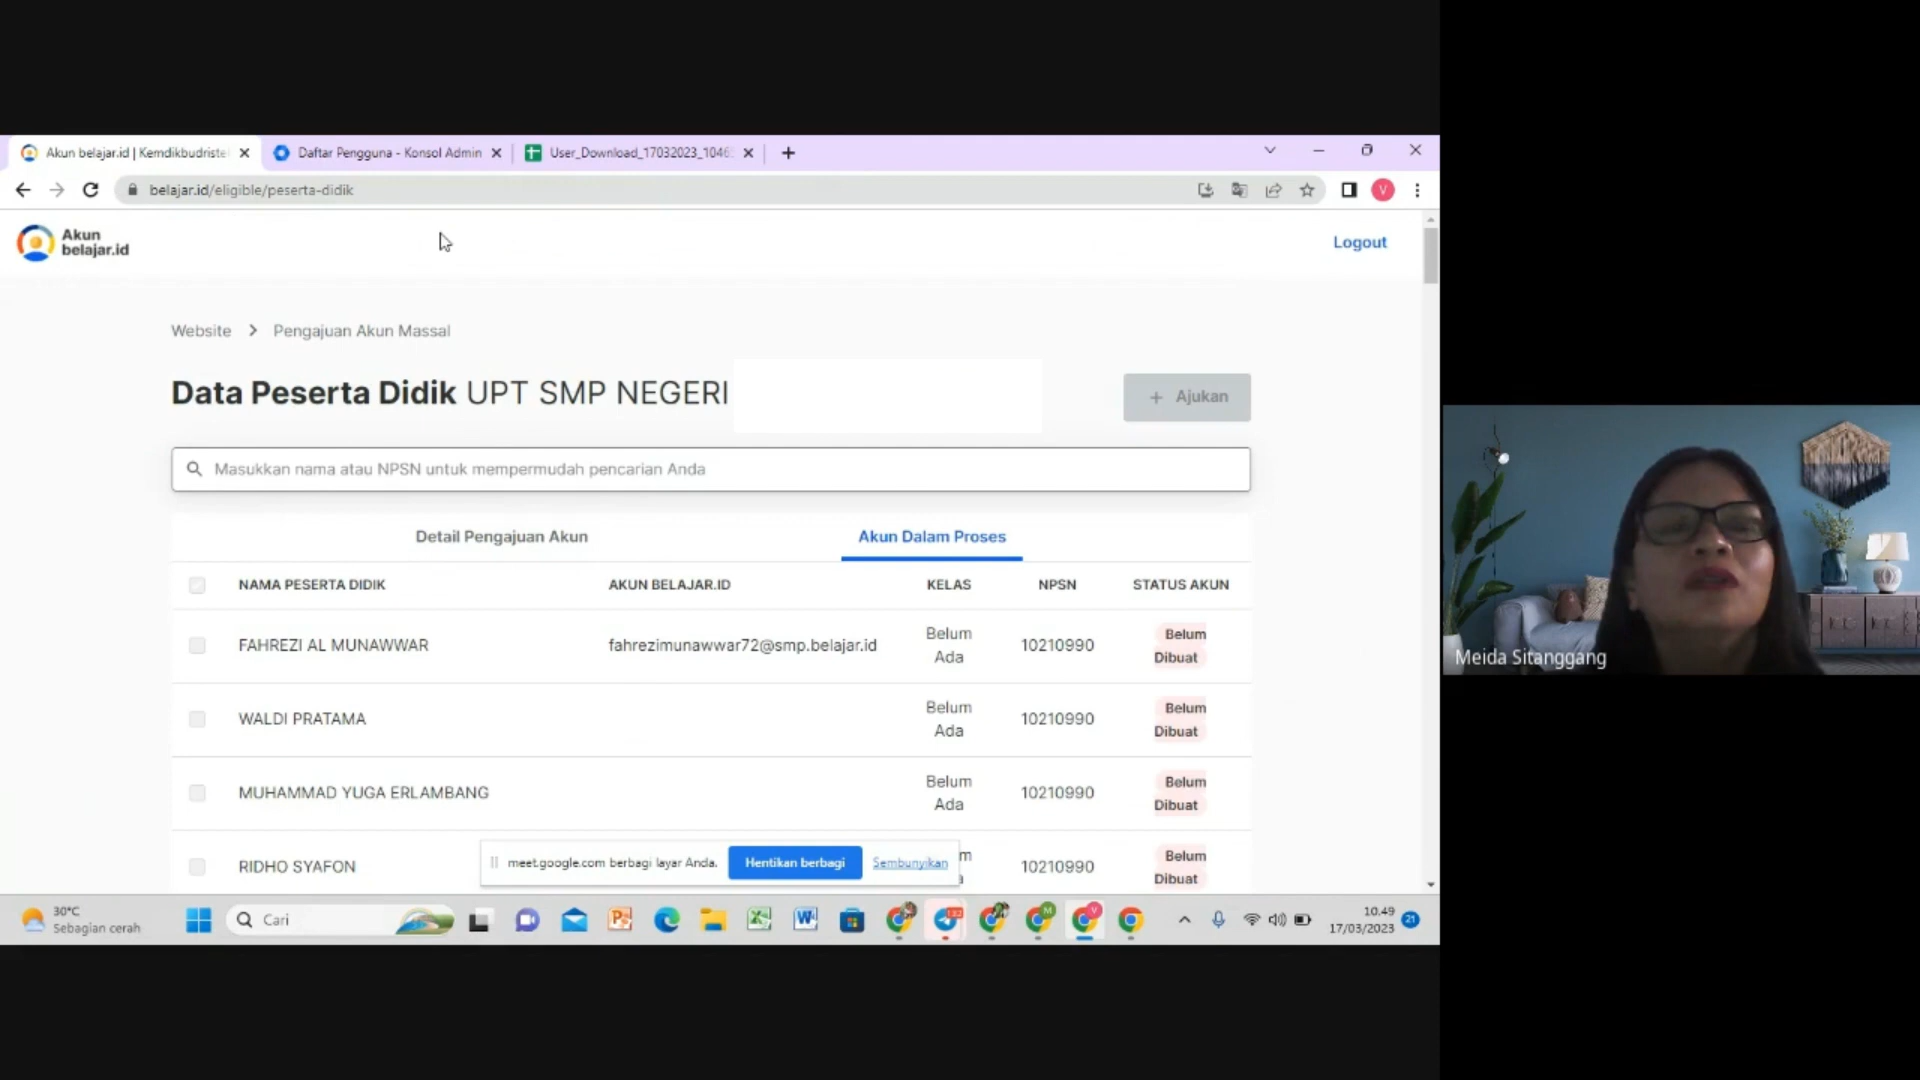 Akun belajar.id | Kemdikbudriste
Daftar Pengguna - Konsol Admin
User_Download_17032023_1046
belajar.id/eligible/peserta-didik
V
Akun
belajar.id
Logout
Website > Pengajuan Akun Massal
Data Peserta Didik UPT SMP NEGERI
+ Ajukan
Masukkan nama atau NPSN untuk mempermudah pencarian Anda
Detail Pengajuan Akun
Akun Dalam Proses
NAMA PESERTA DIDIK AKUN BELAJAR.ID KELAS NPSN STATUS AKUN
FAHREZI AL MUNAWWAR fahrezimunawwar72@smp.belajar.id Belum Ada 10210990 Belum Dibuat
WALDI PRATAMA Belum Ada 10210990 Belum Dibuat
MUHAMMAD YUGA ERLAMBANG Belum Ada 10210990 Belum Dibuat
RIDHO SYAFON 10210990 Belum Dibuat
meet.google.com berbagi layar Anda. Hentikan berbagi Sembunyikan
30°C
Sebagian cerah
Cari
10.49
17/03/2023
21
Meida Sitanggang